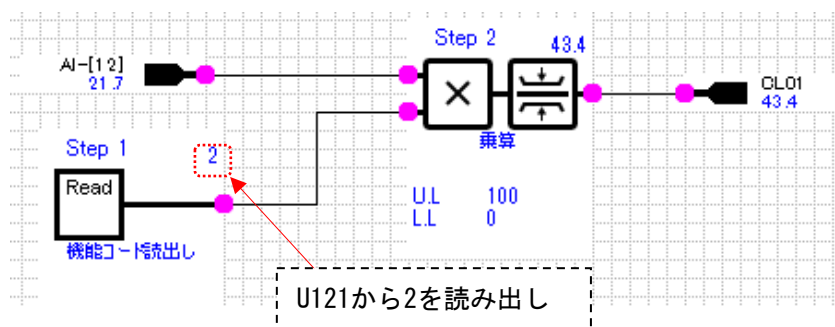 Step 2
43.4
AI-[12]
21.7
×
CLO1
43.4
乗算
Step 1
2
Read
U.L 100
L.L 0
機能コード読出し
U121から2を読み出し